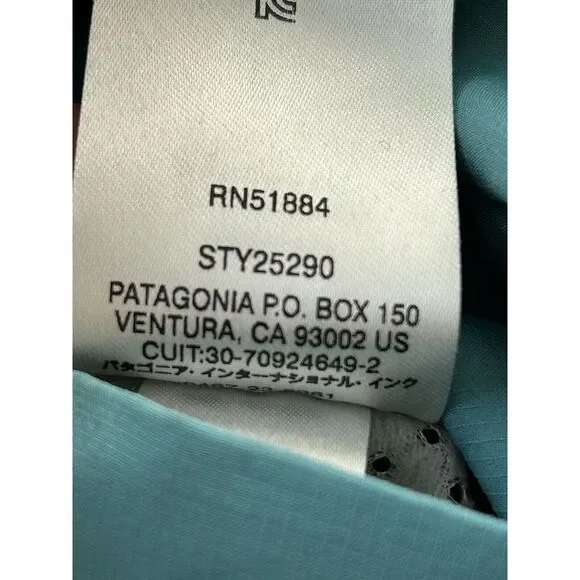 RN51884
STY25290
PATAGONIA P.O. BOX 150
VENTURA, CA 93002 US
CUIT:30-70924649-2
パタゴニア・インターナショナル・インク